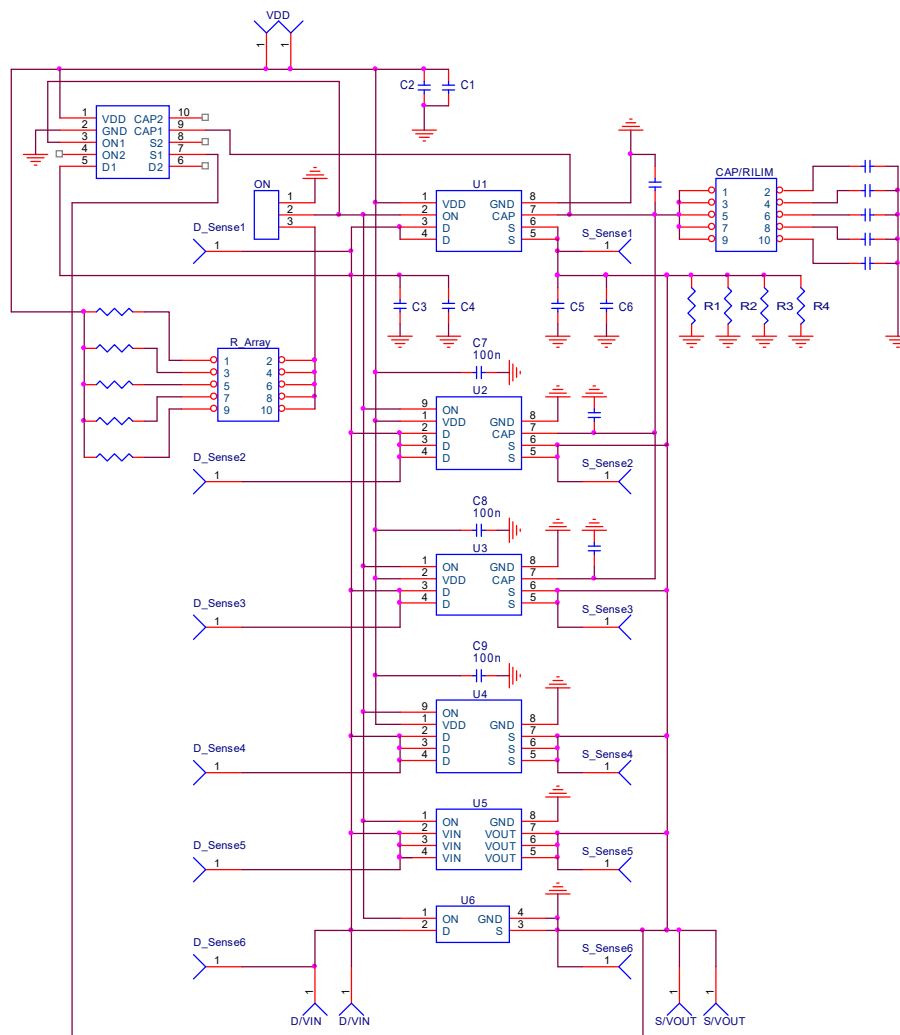 VDD
1 1
C2 C1
1 VDD CAP2 10
2 GND CAP1 9
3 ON1 S2 8
4 ON2 S1 7
5 D1 D2 6
ON
1
2
3
U1
1 VDD GND 8
2 ON CAP 7
3 D S 6
4 D S 5
CAP/RILIM
1 2
3 4
5 6
7 8
9 10
D_Sense1
1
S_Sense1
1
C3 C4 C5 C6
R1 R2 R3 R4
R_Array
1 2
3 4
5 6
7 8
9 10
C7
100n
U2
9 ON
1 VDD GND 8
2 D CAP 7
3 D S 6
4 D S 5
D_Sense2
1
S_Sense2
1
C8
100n
U3
1 ON GND 8
2 VDD CAP 7
3 D S 6
4 D S 5
D_Sense3
1
S_Sense3
1
C9
100n
U4
9 ON
1 VDD GND 8
2 D S 7
3 D S 6
4 D S 5
D_Sense4
1
S_Sense4
1
U5
1 ON GND 8
2 VIN VOUT 7
3 VIN VOUT 6
4 VIN VOUT 5
D_Sense5
1
S_Sense5
1
U6
1 ON GND 4
2 D S 3
D_Sense6
1
S_Sense6
1
1 1 1 1
D/VIN D/VIN S/VOUT S/VOUT